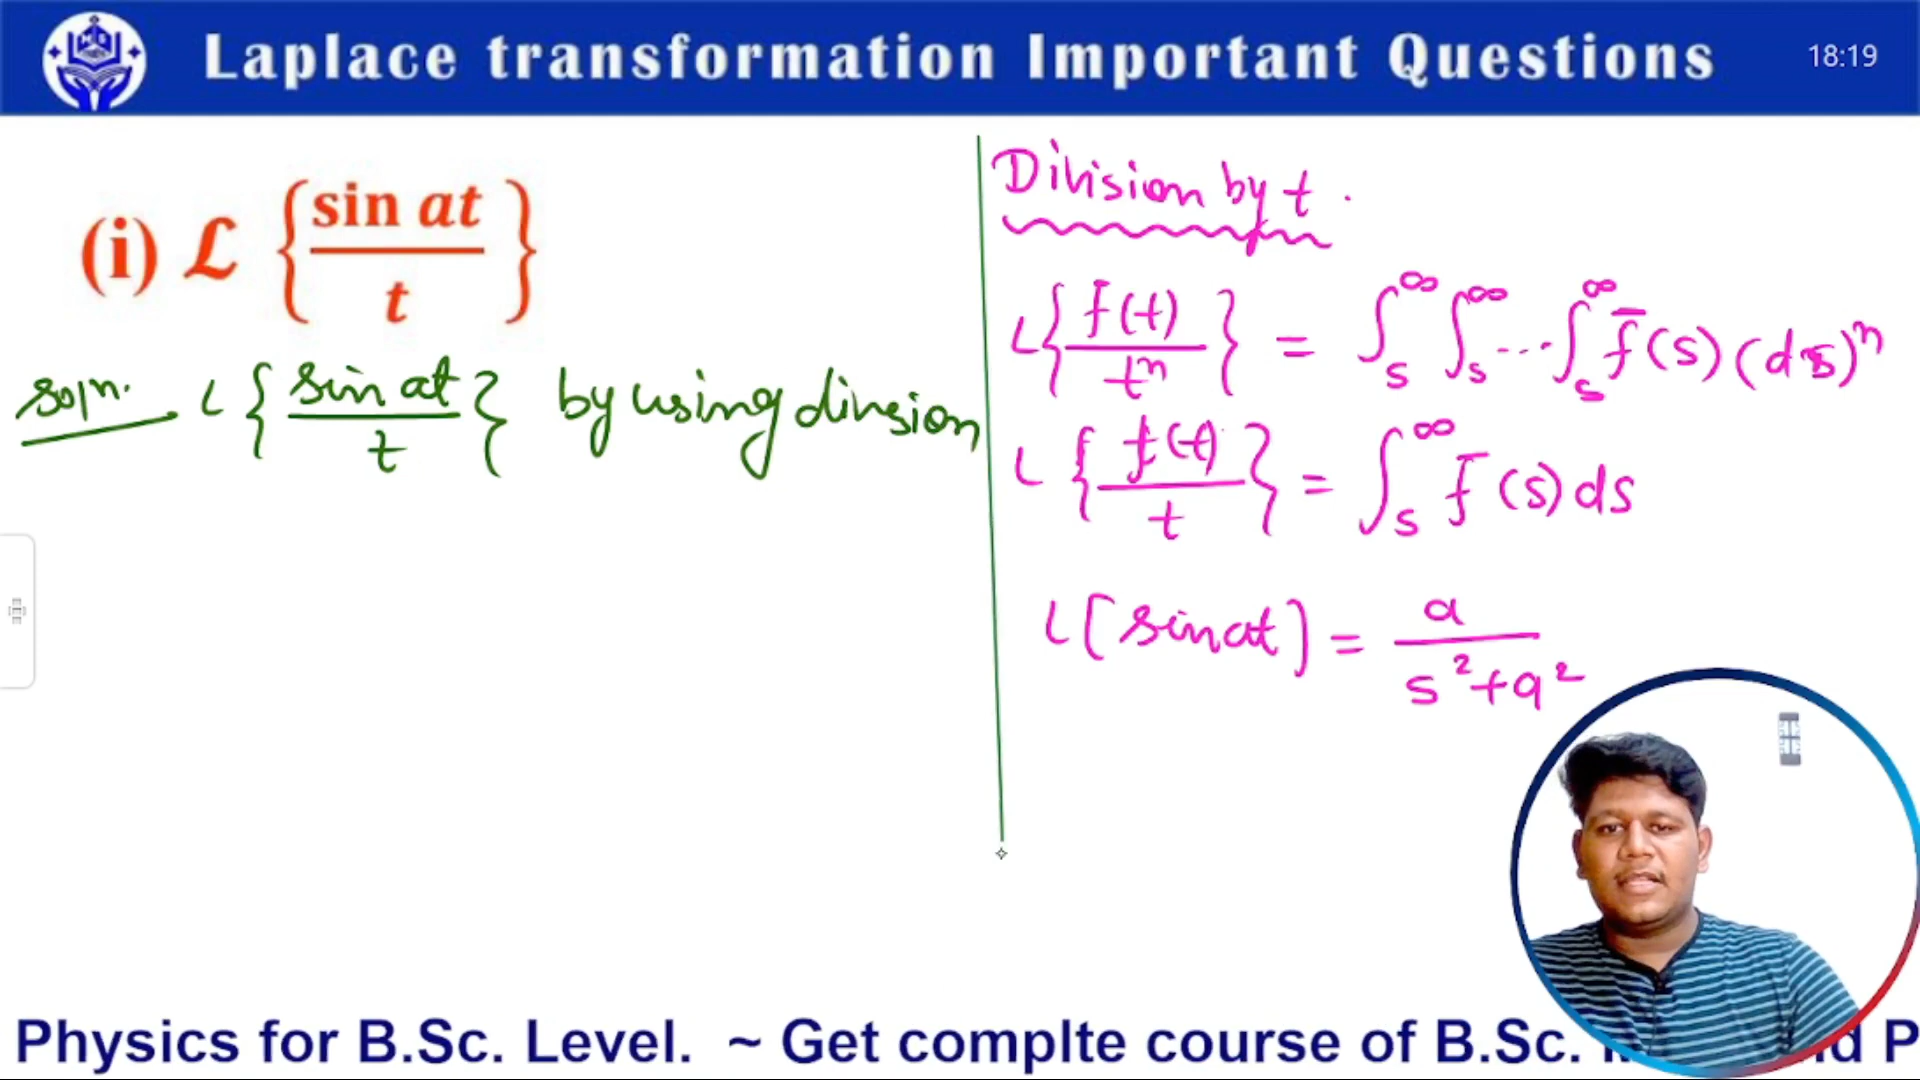 Laplace transformation Important Questions
18:19
(i) ℒ {sin at / t}
soln. L{sin at / t} by using division
Division by t.
L{f(t) / tⁿ} = ∫ₛ^∞ ∫ₛ^∞ ... ∫ₛ^∞ f̄(s) (ds)ⁿ
L{f(t) / t} = ∫ₛ^∞ f̄(s) ds
L[sin at] = a / s²+a²
Physics for B.Sc. Level. ~ Get complte course of B.Sc.